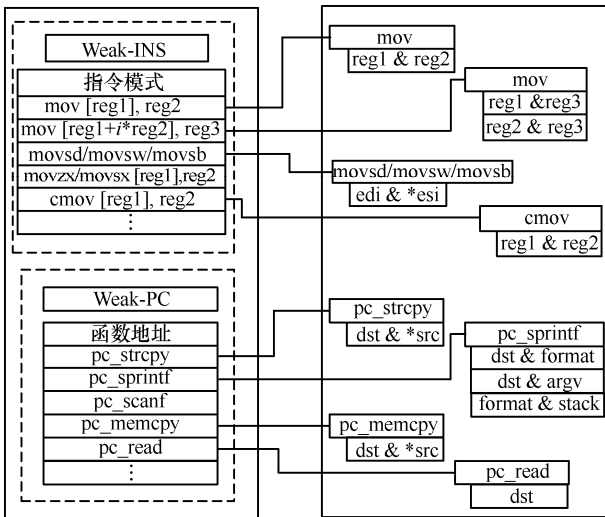 Weak-INS
指令模式
mov [reg1], reg2
mov [reg1+i*reg2], reg3
movsd/movsw/movsb
movzx/movsx [reg1],reg2
cmov [reg1], reg2
⋮
Weak-PC
函数地址
pc_strcpy
pc_sprintf
pc_scanf
pc_memcpy
pc_read
⋮
mov
reg1 & reg2
mov
reg1 &reg3
reg2 & reg3
movsd/movsw/movsb
edi & *esi
cmov
reg1 & reg2
pc_strcpy
dst & *src
pc_sprintf
dst & format
dst & argv
format & stack
pc_memcpy
dst & *src
pc_read
dst